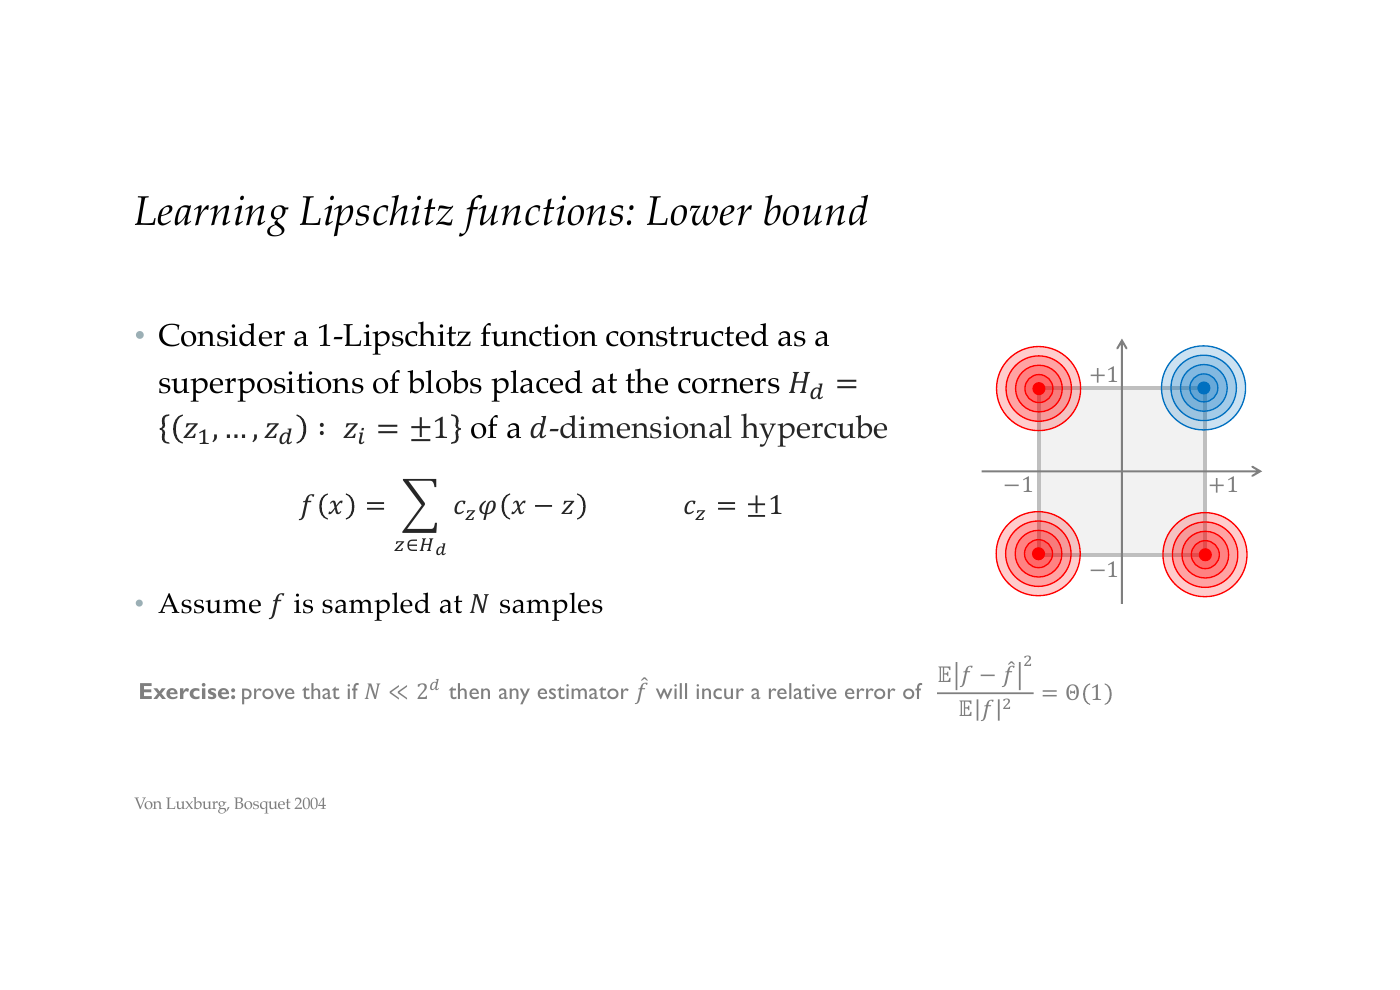 Learning Lipschitz functions: Lower bound
• Consider a 1-Lipschitz function constructed as a
superpositions of blobs placed at the corners H_d =
{(z_1, … , z_d) : z_i = ±1} of a d-dimensional hypercube
f(x) = ∑_{z∈H_d} c_z φ(x − z)    c_z = ±1
• Assume f is sampled at N samples
+1
−1
+1
−1
Exercise: prove that if N ≪ 2^d then any estimator f̂ will incur a relative error of 𝔼|f − f̂|^2 / 𝔼|f|^2 = Θ(1)
Von Luxburg, Bosquet 2004